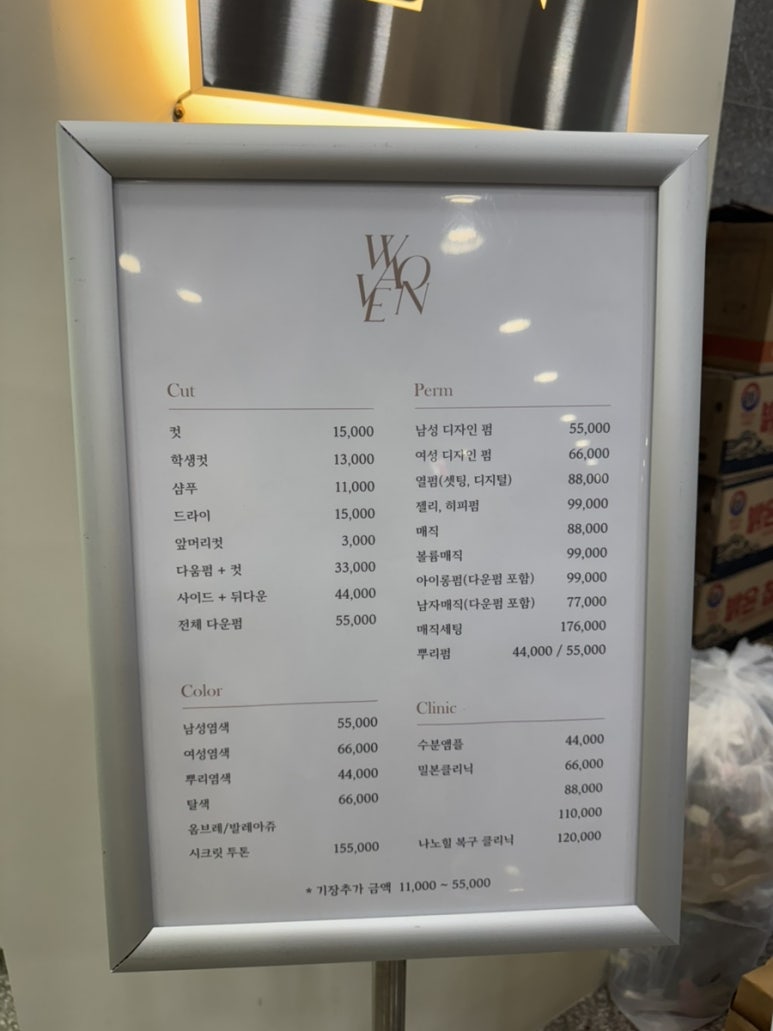 WAO
VEN
Cut
컷 15,000
학생컷 13,000
샴푸 11,000
드라이 15,000
앞머리컷 3,000
다움펌 + 컷 33,000
사이드 + 뒤다운 44,000
전체 다운펌 55,000
Color
남성염색 55,000
여성염색 66,000
뿌리염색 44,000
탈색 66,000
옴브레/발레아쥬
시크릿 투톤 155,000
Perm
남성 디자인 펌 55,000
여성 디자인 펌 66,000
열펌(셋팅, 디지털) 88,000
젤리, 히피펌 99,000
매직 88,000
볼륨매직 99,000
아이롱펌(다운펌 포함) 99,000
남자매직(다운펌 포함) 77,000
매직세팅 176,000
뿌리펌 44,000 / 55,000
Clinic
수분앰플 44,000
밀본클리닉 66,000
88,000
110,000
나노힐 복구 클리닉 120,000
* 기장추가 금액 11,000 ~ 55,000